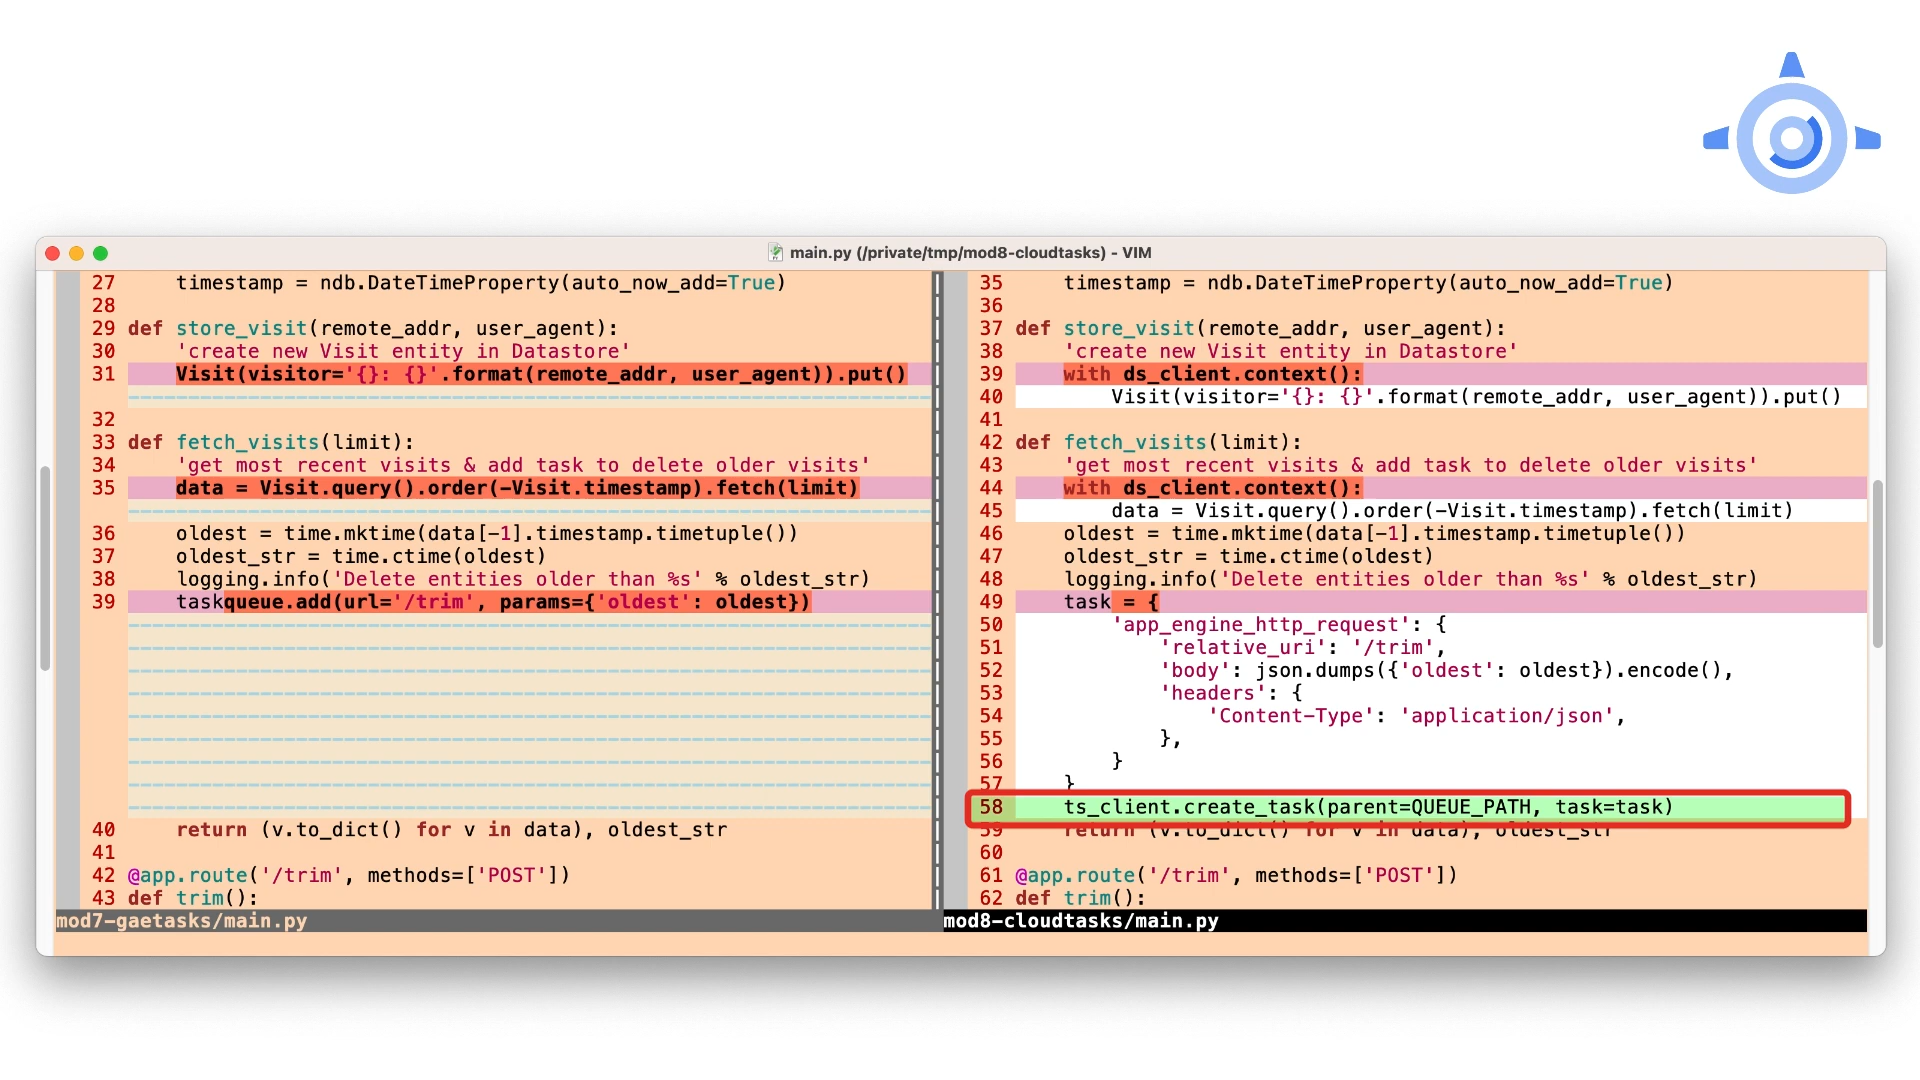 main.py (/private/tmp/mod8-cloudtasks) - VIM
27     timestamp = ndb.DateTimeProperty(auto_now_add=True)
28
29 def store_visit(remote_addr, user_agent):
30     'create new Visit entity in Datastore'
31     Visit(visitor='{}: {}'.format(remote_addr, user_agent)).put()
32
33 def fetch_visits(limit):
34     'get most recent visits & add task to delete older visits'
35     data = Visit.query().order(-Visit.timestamp).fetch(limit)
36     oldest = time.mktime(data[-1].timestamp.timetuple())
37     oldest_str = time.ctime(oldest)
38     logging.info('Delete entities older than %s' % oldest_str)
39     taskqueue.add(url='/trim', params={'oldest': oldest})
40     return (v.to_dict() for v in data), oldest_str
41
42 @app.route('/trim', methods=['POST'])
43 def trim():
mod7-gaetasks/main.py
35     timestamp = ndb.DateTimeProperty(auto_now_add=True)
36
37 def store_visit(remote_addr, user_agent):
38     'create new Visit entity in Datastore'
39     with ds_client.context():
40         Visit(visitor='{}: {}'.format(remote_addr, user_agent)).put()
41
42 def fetch_visits(limit):
43     'get most recent visits & add task to delete older visits'
44     with ds_client.context():
45         data = Visit.query().order(-Visit.timestamp).fetch(limit)
46     oldest = time.mktime(data[-1].timestamp.timetuple())
47     oldest_str = time.ctime(oldest)
48     logging.info('Delete entities older than %s' % oldest_str)
49     task = {
50         'app_engine_http_request': {
51             'relative_uri': '/trim',
52             'body': json.dumps({'oldest': oldest}).encode(),
53             'headers': {
54                 'Content-Type': 'application/json',
55             },
56         }
57     }
58     ts_client.create_task(parent=QUEUE_PATH, task=task)
59     return (v.to_dict() for v in data), oldest_str
60
61 @app.route('/trim', methods=['POST'])
62 def trim():
mod8-cloudtasks/main.py